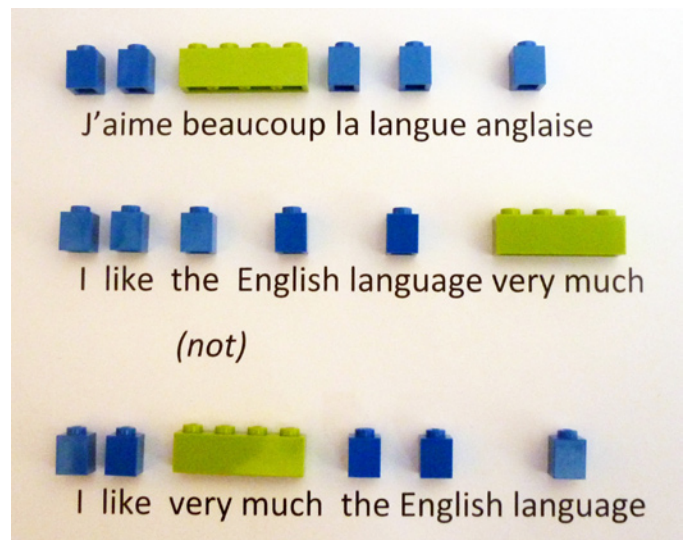 J'aime beaucoup la langue anglaise
I like the English language very much
(not)
I like very much the English language